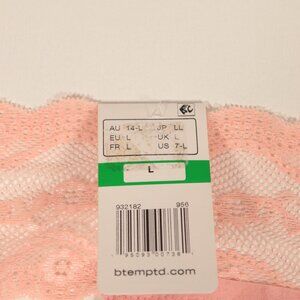 AU 14-L JP LL
EU L UK L
FR L US 7-L
L
932182 956
btemptd.com